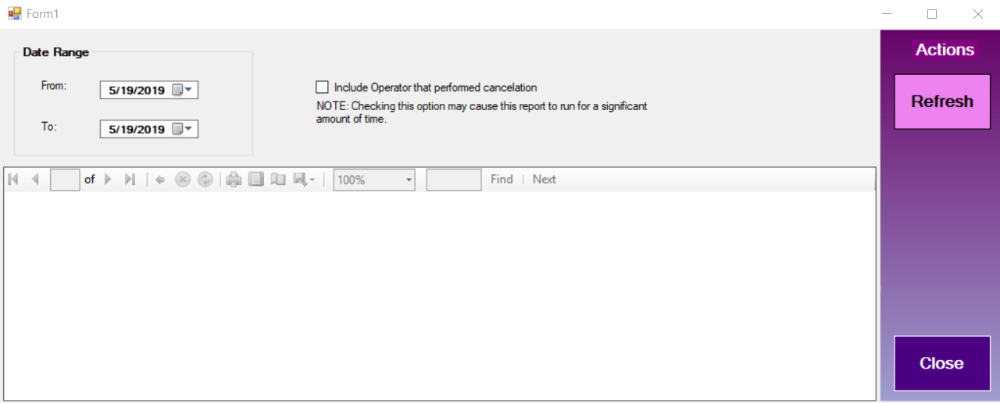 Form1
Date Range
From:
5/19/2019
To:
5/19/2019
Include Operator that performed cancelation
NOTE: Checking this option may cause this report to run for a significant
amount of time.
of
100%
Find | Next
Actions
Refresh
Close